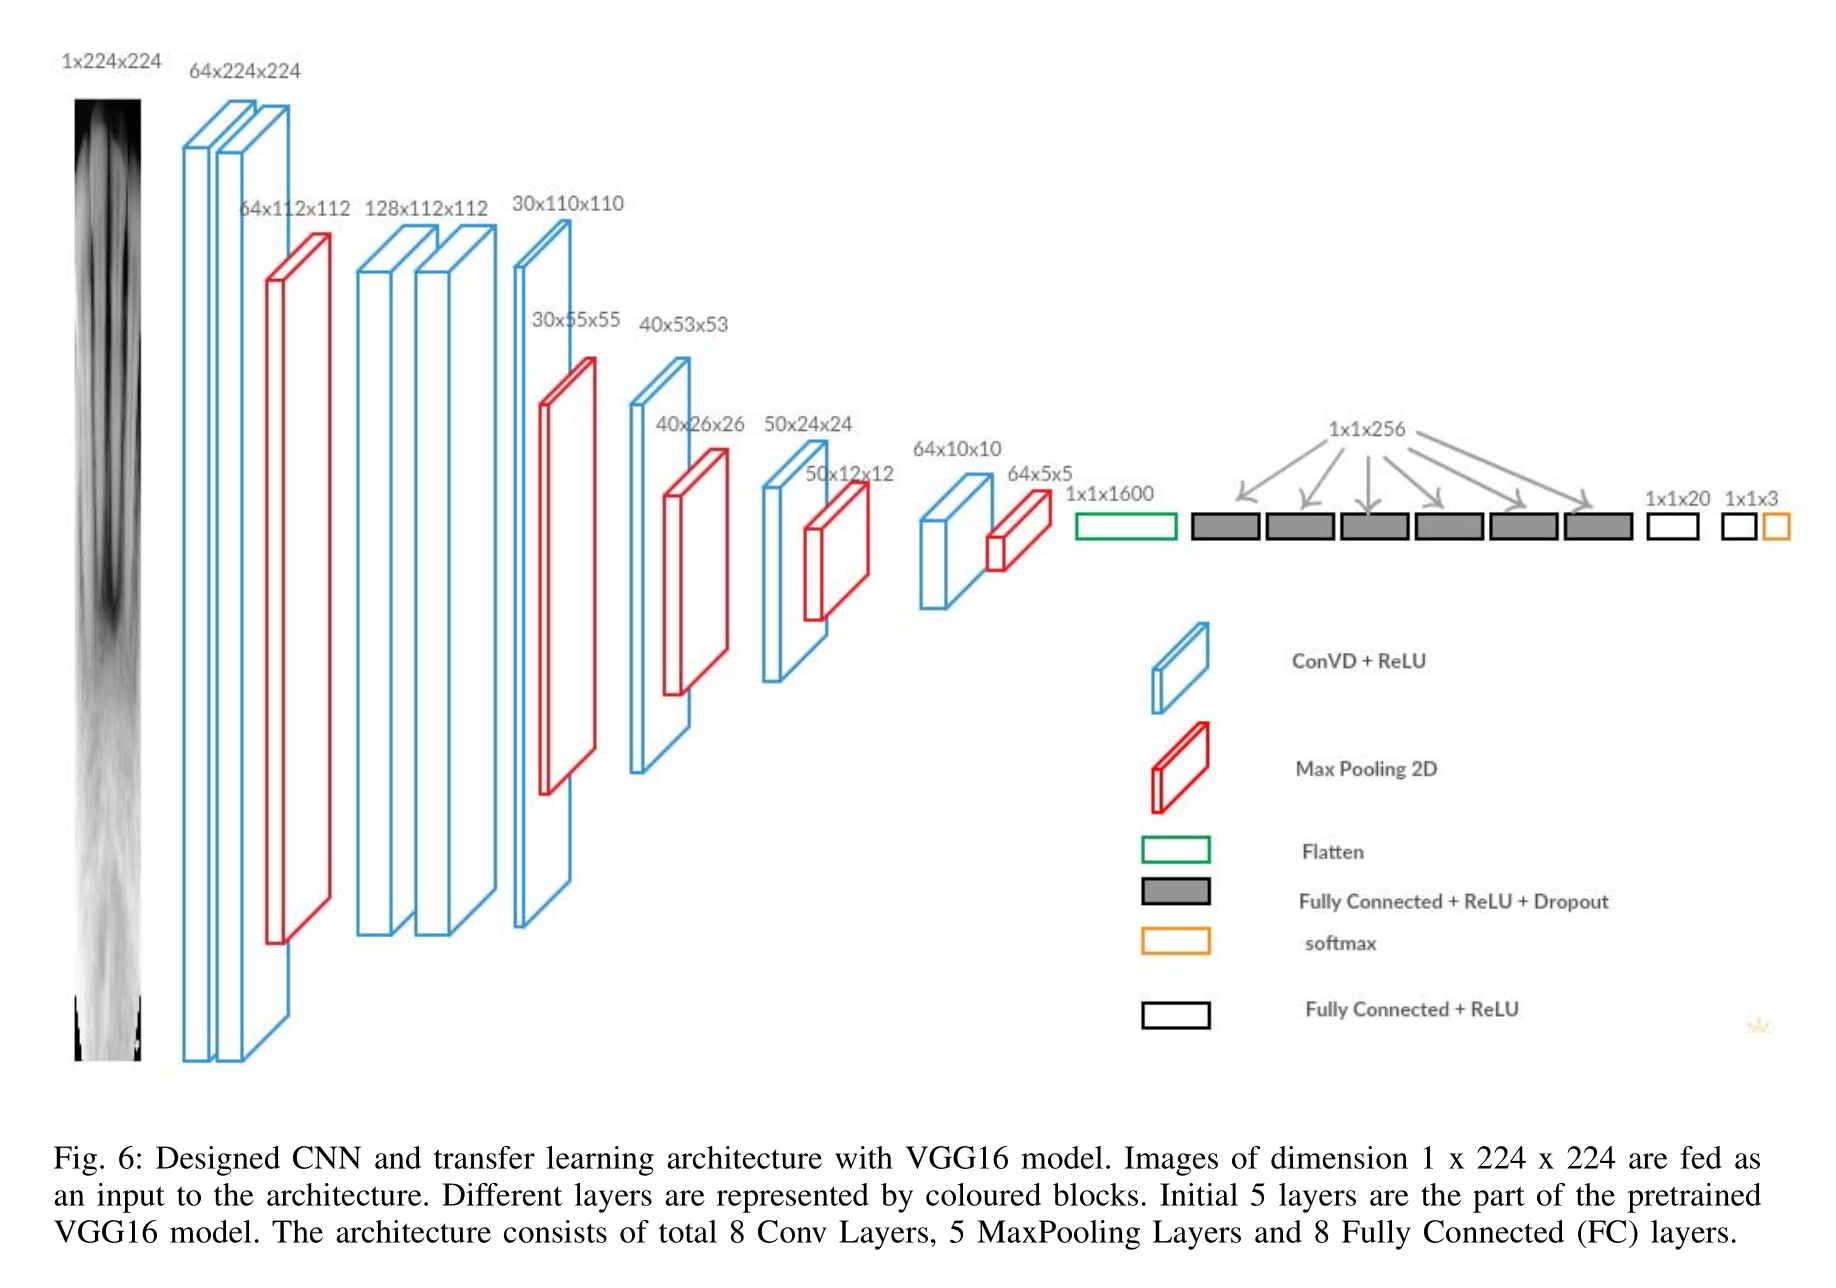 1x224x224
64x224x224
64x112x112
128x112x112
30x110x110
30x55x55
40x53x53
40x26x26
50x24x24
50x12x12
64x10x10
64x5x5
1x1x1600
1x1x256
1x1x20
1x1x3
ConVD + ReLU
Max Pooling 2D
Flatten
Fully Connected + ReLU + Dropout
softmax
Fully Connected + ReLU
Fig. 6: Designed CNN and transfer learning architecture with VGG16 model. Images of dimension 1 x 224 x 224 are fed as
an input to the architecture. Different layers are represented by coloured blocks. Initial 5 layers are the part of the pretrained
VGG16 model. The architecture consists of total 8 Conv Layers, 5 MaxPooling Layers and 8 Fully Connected (FC) layers.